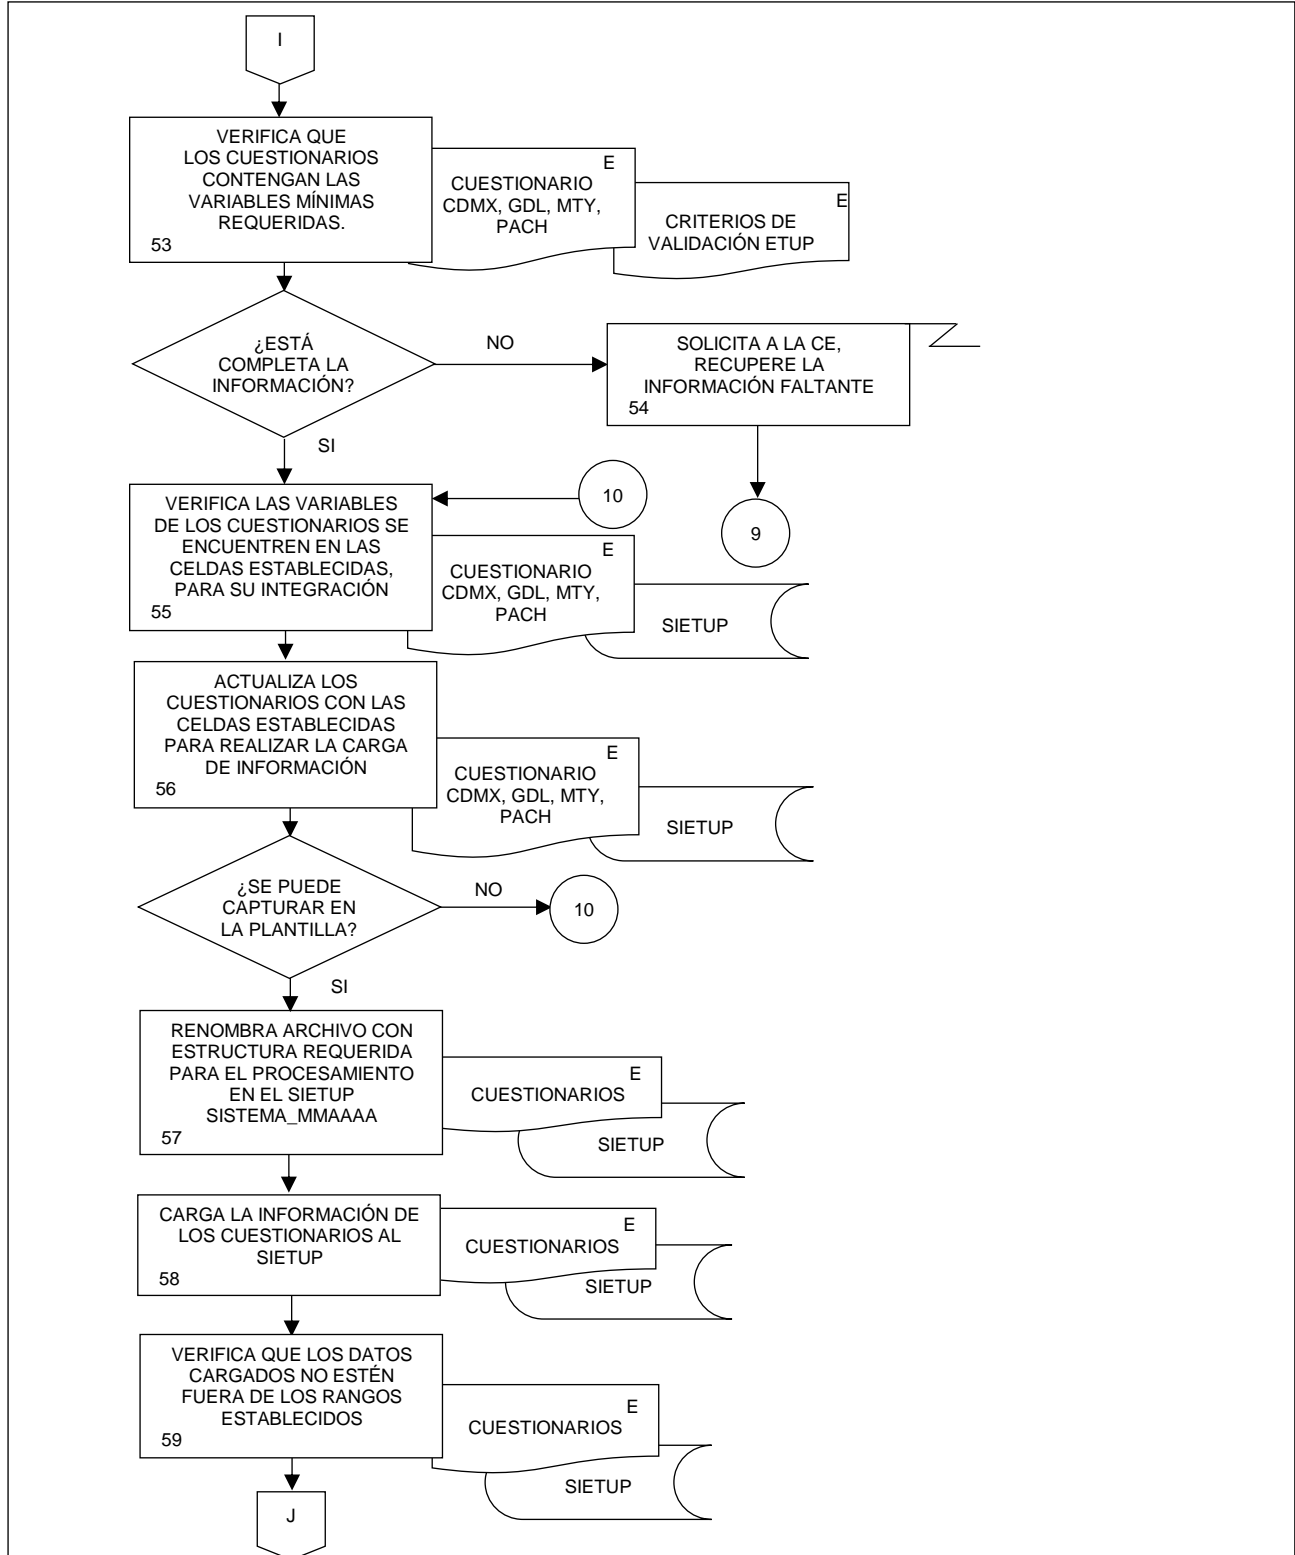 I
VERIFICA QUE
LOS CUESTIONARIOS
CONTENGAN LAS
VARIABLES MÍNIMAS
REQUERIDAS.
53
E
CUESTIONARIO
CDMX, GDL, MTY,
PACH
E
CRITERIOS DE
VALIDACIÓN ETUP
¿ESTÁ
COMPLETA LA
INFORMACIÓN?
NO
SOLICITA A LA CE,
RECUPERE LA
INFORMACIÓN FALTANTE
54
SI
9
10
VERIFICA LAS VARIABLES
DE LOS CUESTIONARIOS SE
ENCUENTREN EN LAS
CELDAS ESTABLECIDAS,
PARA SU INTEGRACIÓN
55
E
CUESTIONARIO
CDMX, GDL, MTY,
PACH
SIETUP
ACTUALIZA LOS
CUESTIONARIOS CON LAS
CELDAS ESTABLECIDAS
PARA REALIZAR LA CARGA
DE INFORMACIÓN
56
E
CUESTIONARIO
CDMX, GDL, MTY,
PACH
SIETUP
¿SE PUEDE
CAPTURAR EN
LA PLANTILLA?
NO
10
SI
RENOMBRA ARCHIVO CON
ESTRUCTURA REQUERIDA
PARA EL PROCESAMIENTO
EN EL SIETUP
SISTEMA_MMAAAA
57
E
CUESTIONARIOS
SIETUP
CARGA LA INFORMACIÓN DE
LOS CUESTIONARIOS AL
SIETUP
58
E
CUESTIONARIOS
SIETUP
VERIFICA QUE LOS DATOS
CARGADOS NO ESTÉN
FUERA DE LOS RANGOS
ESTABLECIDOS
59
E
CUESTIONARIOS
SIETUP
J